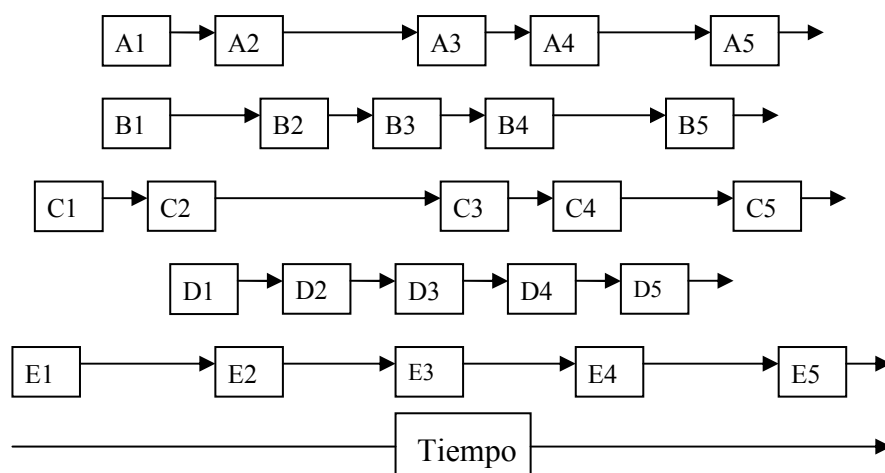 A1 A2 A3 A4 A5
B1 B2 B3 B4 B5
C1 C2 C3 C4 C5
D1 D2 D3 D4 D5
E1 E2 E3 E4 E5
Tiempo